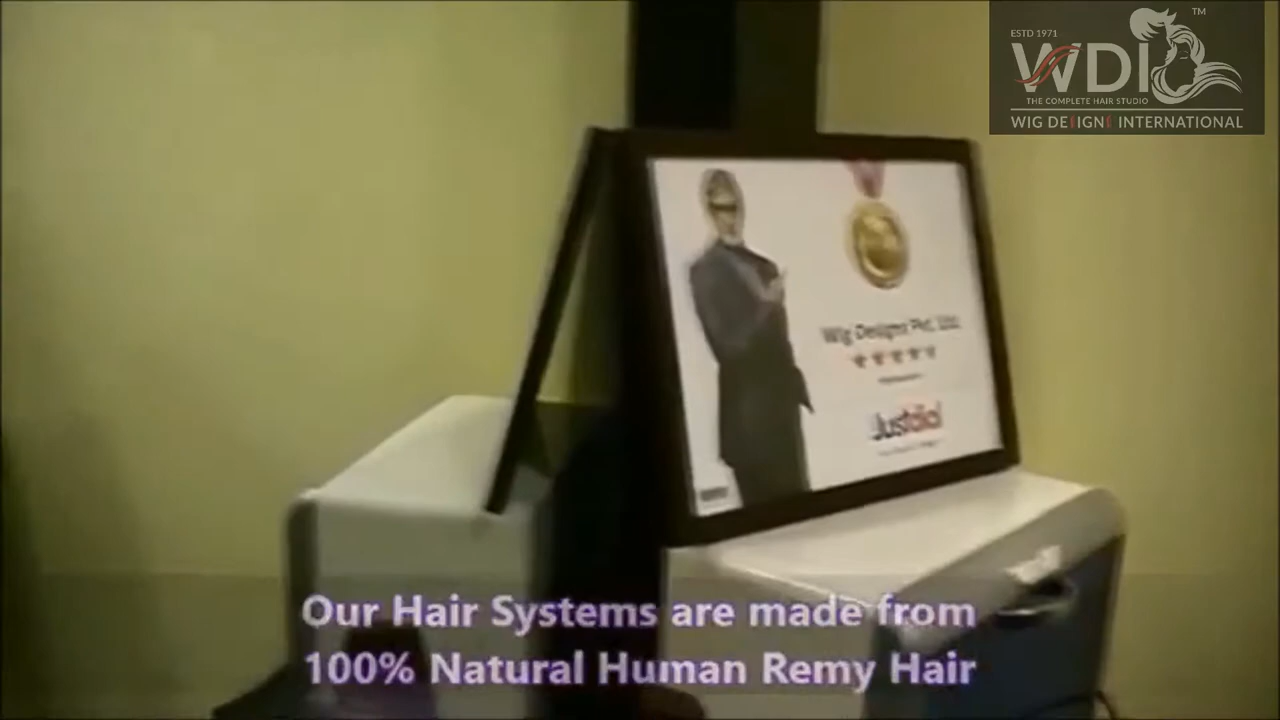 TM
ESTD 1971
WDI
THE COMPLETE HAIR STUDIO
WIG DESIGNS INTERNATIONAL
Wig Designs Pvt. Ltd.
Justdial
Our Hair Systems are made from
100% Natural Human Remy Hair